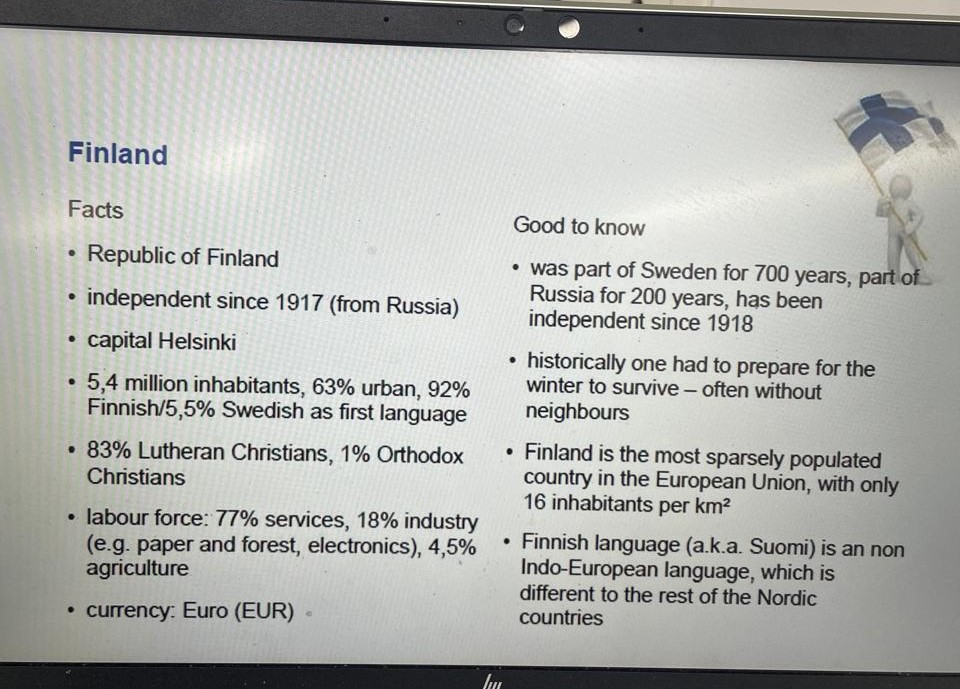 Finland
Facts
• Republic of Finland
• independent since 1917 (from Russia)
• capital Helsinki
• 5,4 million inhabitants, 63% urban, 92%
Finnish/5,5% Swedish as first language
• 83% Lutheran Christians, 1% Orthodox
Christians
• labour force: 77% services, 18% industry
(e.g. paper and forest, electronics), 4,5%
agriculture
• currency: Euro (EUR)
Good to know
• was part of Sweden for 700 years, part of
Russia for 200 years, has been
independent since 1918
• historically one had to prepare for the
winter to survive – often without
neighbours
• Finland is the most sparsely populated
country in the European Union, with only
16 inhabitants per km²
• Finnish language (a.k.a. Suomi) is an non
Indo-European language, which is
different to the rest of the Nordic
countries
hp